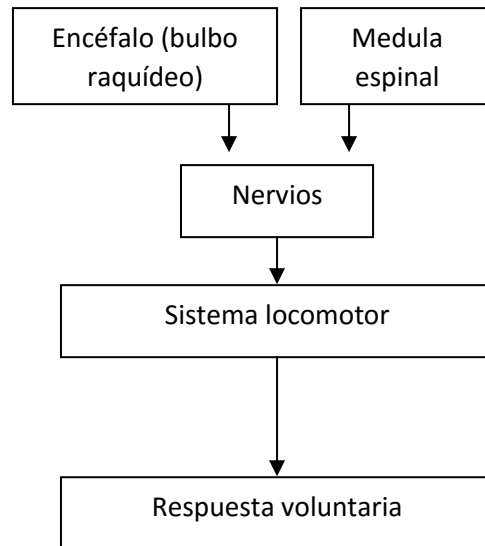 Encéfalo (bulbo
raquídeo)
Medula
espinal
Nervios
Sistema locomotor
Respuesta voluntaria